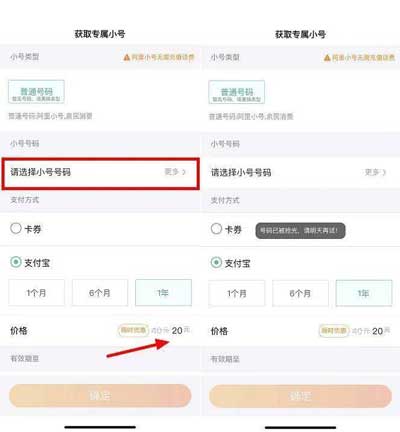 获取专属小号
小号类型
阿里小号无需充值话费
普通号码
普通号码:阿里小号,亲民消费
小号号码
请选择小号号码
更多 >
支付方式
卡券
支付宝
1个月
6个月
1年
价格
限时优惠
20元
有效期至
确定
获取专属小号
小号类型
阿里小号无需充值话费
普通号码
普通号码:阿里小号,亲民消费
小号号码
请选择小号号码
更多 >
支付方式
卡券
号码已被抢光,请明天再试!
支付宝
1个月
6个月
1年
价格
限时优惠
20元
有效期至
确定